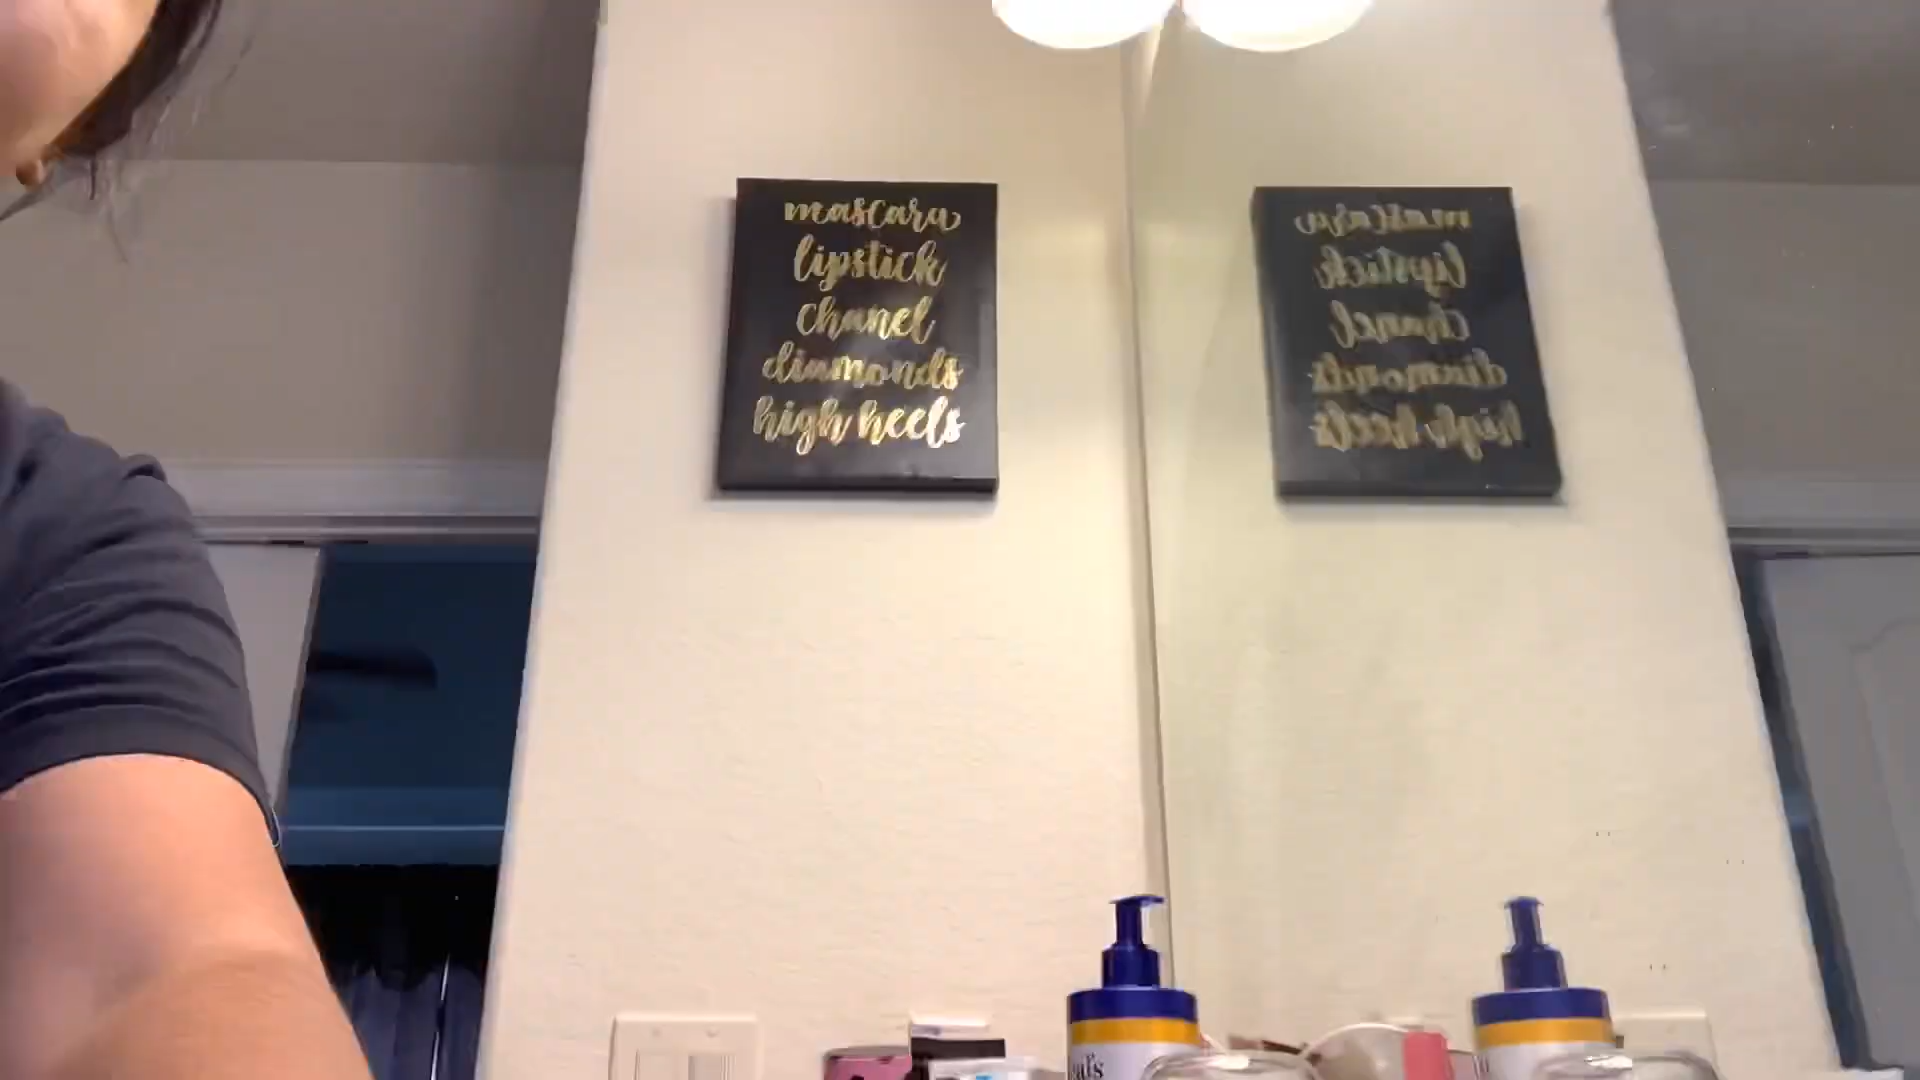 mascara
lipstick
chanel
diamonds
high heels